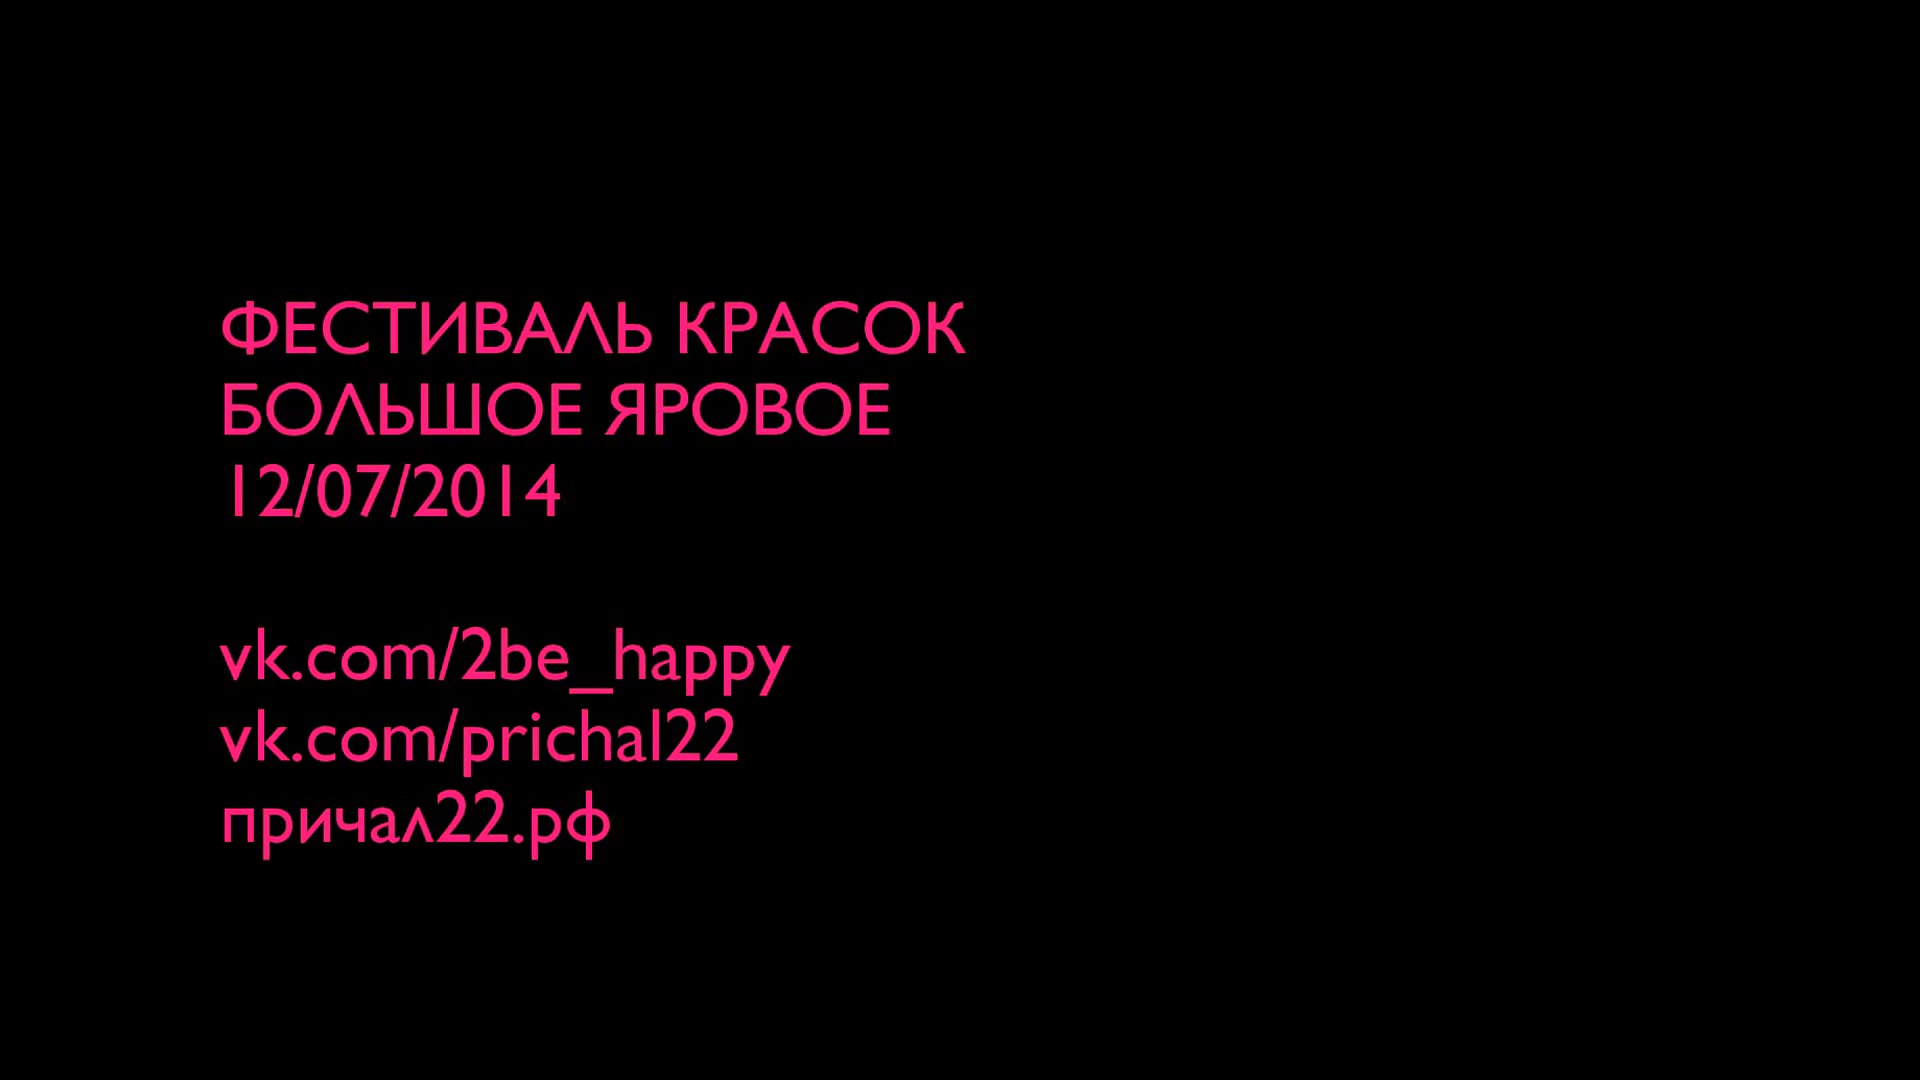 ФЕСТИВАЛЬ КРАСОК
БОЛЬШОЕ ЯРОВОЕ
12/07/2014
vk.com/2be_happy
vk.com/prichal22
причал22.рф